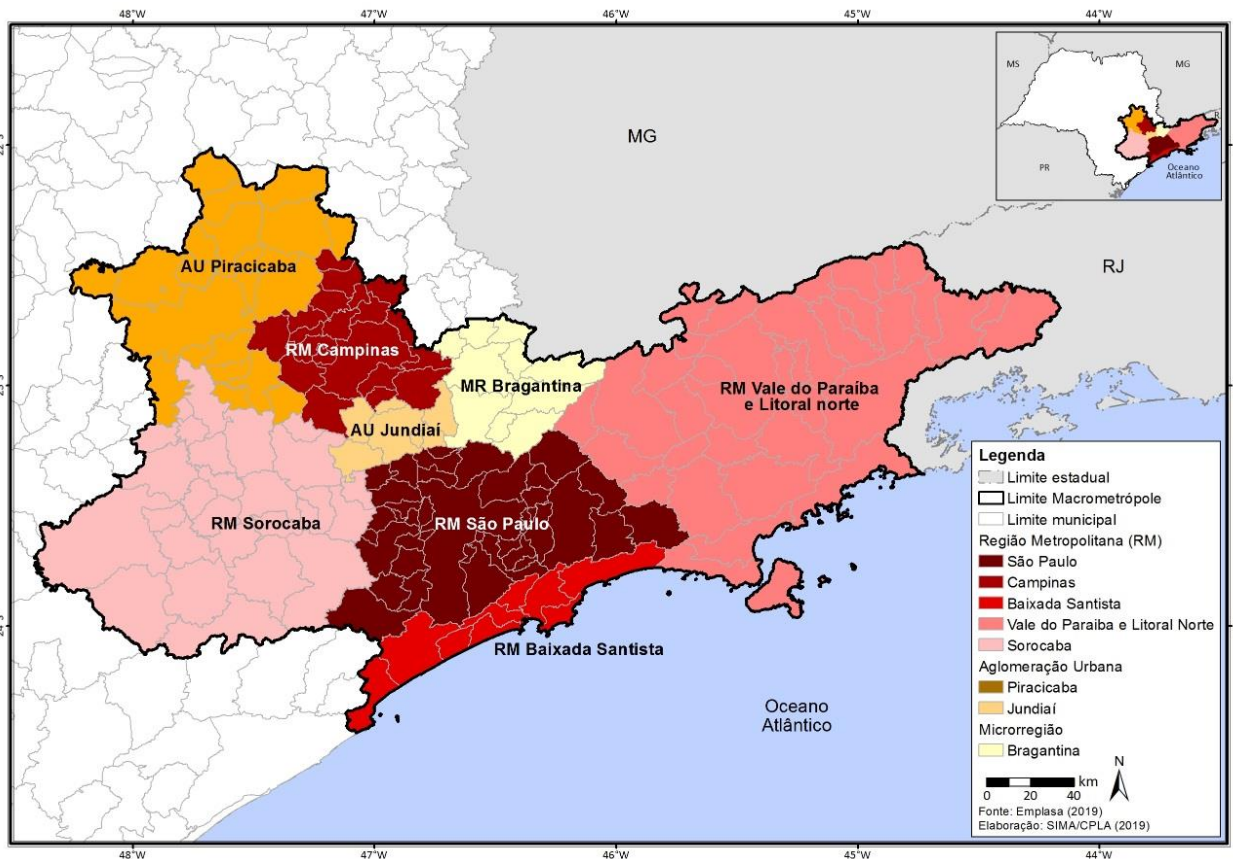 48°W
47°W
46°W
45°W
44°W
MS
MG
PR
Oceano
Atlântico
MG
RJ
AU Piracicaba
RM Campinas
MR Bragantina
RM Vale do Paraíba
e Litoral norte
AU Jundiaí
RM Sorocaba
RM São Paulo
RM Baixada Santista
Oceano
Atlântico
Legenda
Limite estadual
Limite Macrometrópole
Limite municipal
Região Metropolitana (RM)
São Paulo
Campinas
Baixada Santista
Vale do Paraiba e Litoral Norte
Sorocaba
Aglomeração Urbana
Piracicaba
Jundiaí
Microrregião
Bragantina
N
km
0 20 40
Fonte: Emplasa (2019)
Elaboração: SIMA/CPLA (2019)
48°W
47°W
46°W
45°W
44°W